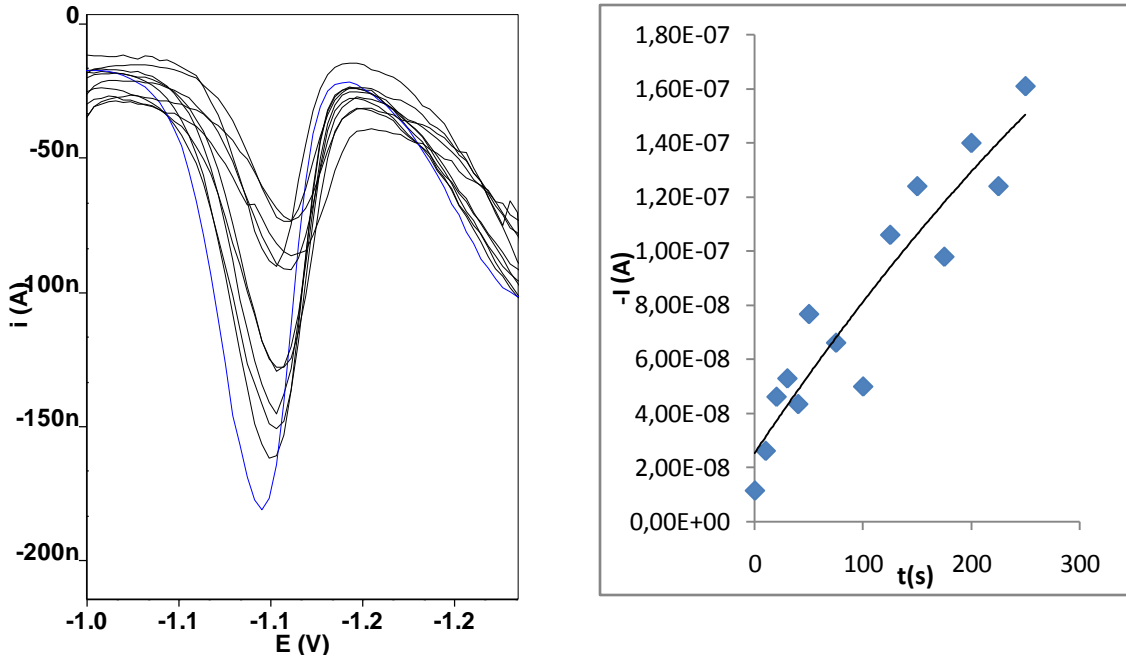 0
-50n
-100n
-150n
-200n
i (A)
-1.0
-1.1
-1.1
-1.2
-1.2
E (V)
1,80E-07
1,60E-07
1,40E-07
1,20E-07
1,00E-07
8,00E-08
6,00E-08
4,00E-08
2,00E-08
0,00E+00
-I (A)
0
100
200
300
t(s)